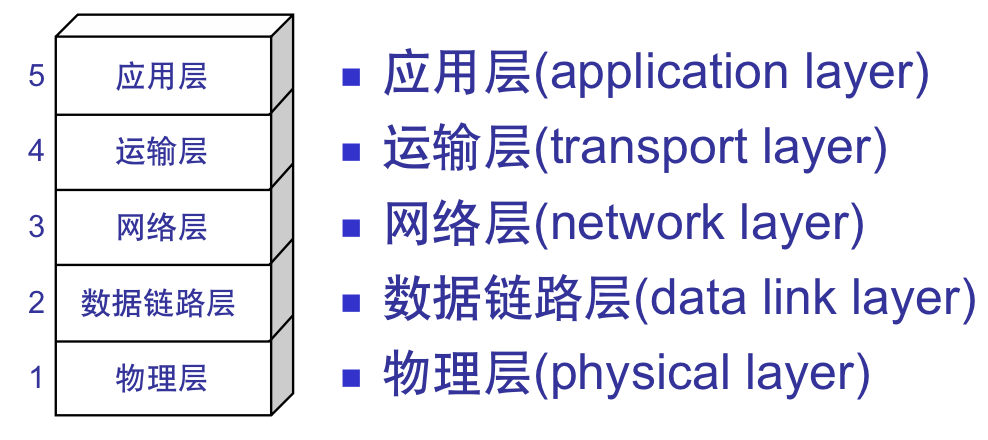 5 应用层 ■ 应用层(application layer)
4 运输层 ■ 运输层(transport layer)
3 网络层 ■ 网络层(network layer)
2 数据链路层 ■ 数据链路层(data link layer)
1 物理层 ■ 物理层(physical layer)